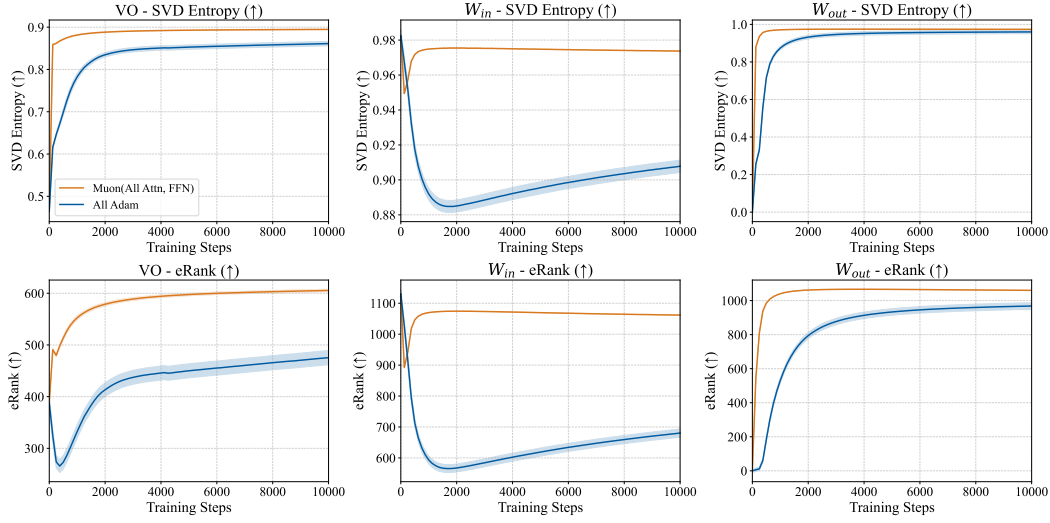 VO - SVD Entropy (↑)
SVD Entropy (↑)
0.9
0.8
0.7
0.6
0.5
Muon(All Attn, FFN)
All Adam
0 2000 4000 6000 8000 10000
Training Steps
W_in - SVD Entropy (↑)
SVD Entropy (↑)
0.98
0.96
0.94
0.92
0.90
0.88
0 2000 4000 6000 8000 10000
Training Steps
W_out - SVD Entropy (↑)
SVD Entropy (↑)
1.0
0.8
0.6
0.4
0.2
0.0
0 2000 4000 6000 8000 10000
Training Steps
VO - eRank (↑)
eRank (↑)
600
500
400
300
0 2000 4000 6000 8000 10000
Training Steps
W_in - eRank (↑)
eRank (↑)
1100
1000
900
800
700
600
0 2000 4000 6000 8000 10000
Training Steps
W_out - eRank (↑)
eRank (↑)
1000
800
600
400
200
0
0 2000 4000 6000 8000 10000
Training Steps